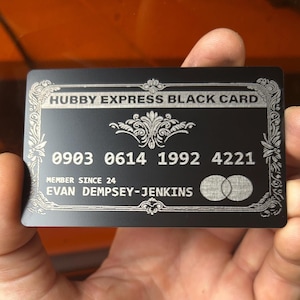 HUBBY EXPRESS BLACK CARD
0903 0614 1992 4221
MEMBER SINCE 24
EVAN DEMPSEY-JENKINS